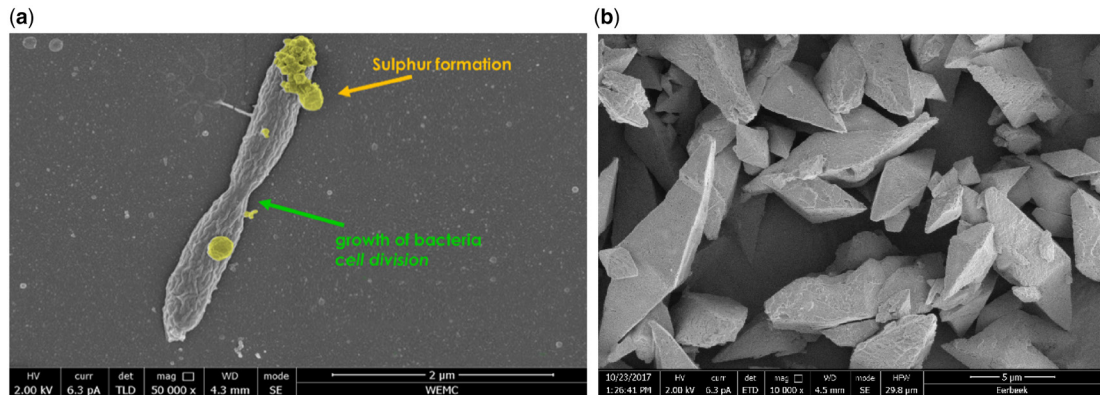 (a)
Sulphur formation
growth of bacteria
cell division
HV curr det mag WD mode 2 µm
2.00 kV 6.3 pA TLD 50 000 x 4.3 mm SE WEMC
(b)
10/23/2017 HV curr det mag WD mode HFW 5 µm
1:26:41 PM 2.00 kV 6.3 pA ETD 10 000 x 4.5 mm SE 29.8 µm Eerbeek